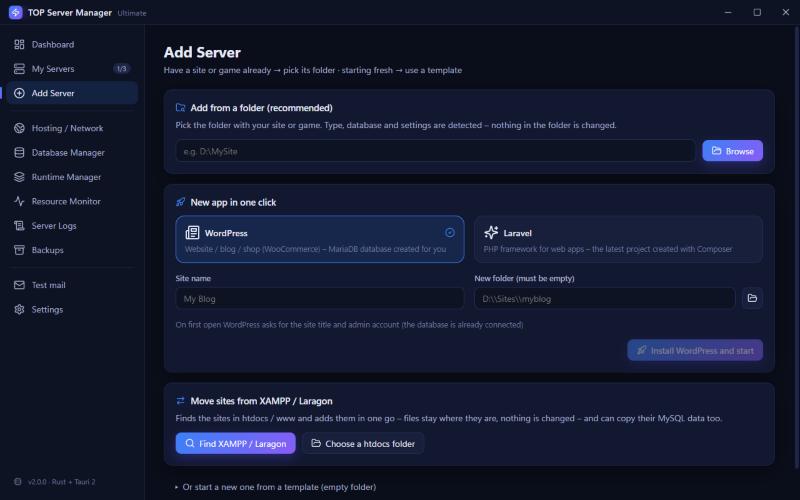 TOP Server Manager Ultimate
Dashboard
My Servers 1/3
Add Server
Hosting / Network
Database Manager
Runtime Manager
Resource Monitor
Server Logs
Backups
Test mail
Settings
v2.0.0 · Rust + Tauri 2
Add Server
Have a site or game already → pick its folder · starting fresh → use a template
Add from a folder (recommended)
Pick the folder with your site or game. Type, database and settings are detected – nothing in the folder is changed.
e.g. D:\MySite
Browse
New app in one click
WordPress
Website / blog / shop (WooCommerce) – MariaDB database created for you
Laravel
PHP framework for web apps – the latest project created with Composer
Site name
My Blog
New folder (must be empty)
D:\\Sites\\myblog
On first open WordPress asks for the site title and admin account (the database is already connected)
Install WordPress and start
Move sites from XAMPP / Laragon
Finds the sites in htdocs / www and adds them in one go – files stay where they are, nothing is changed – and can copy their MySQL data too.
Find XAMPP / Laragon
Choose a htdocs folder
Or start a new one from a template (empty folder)